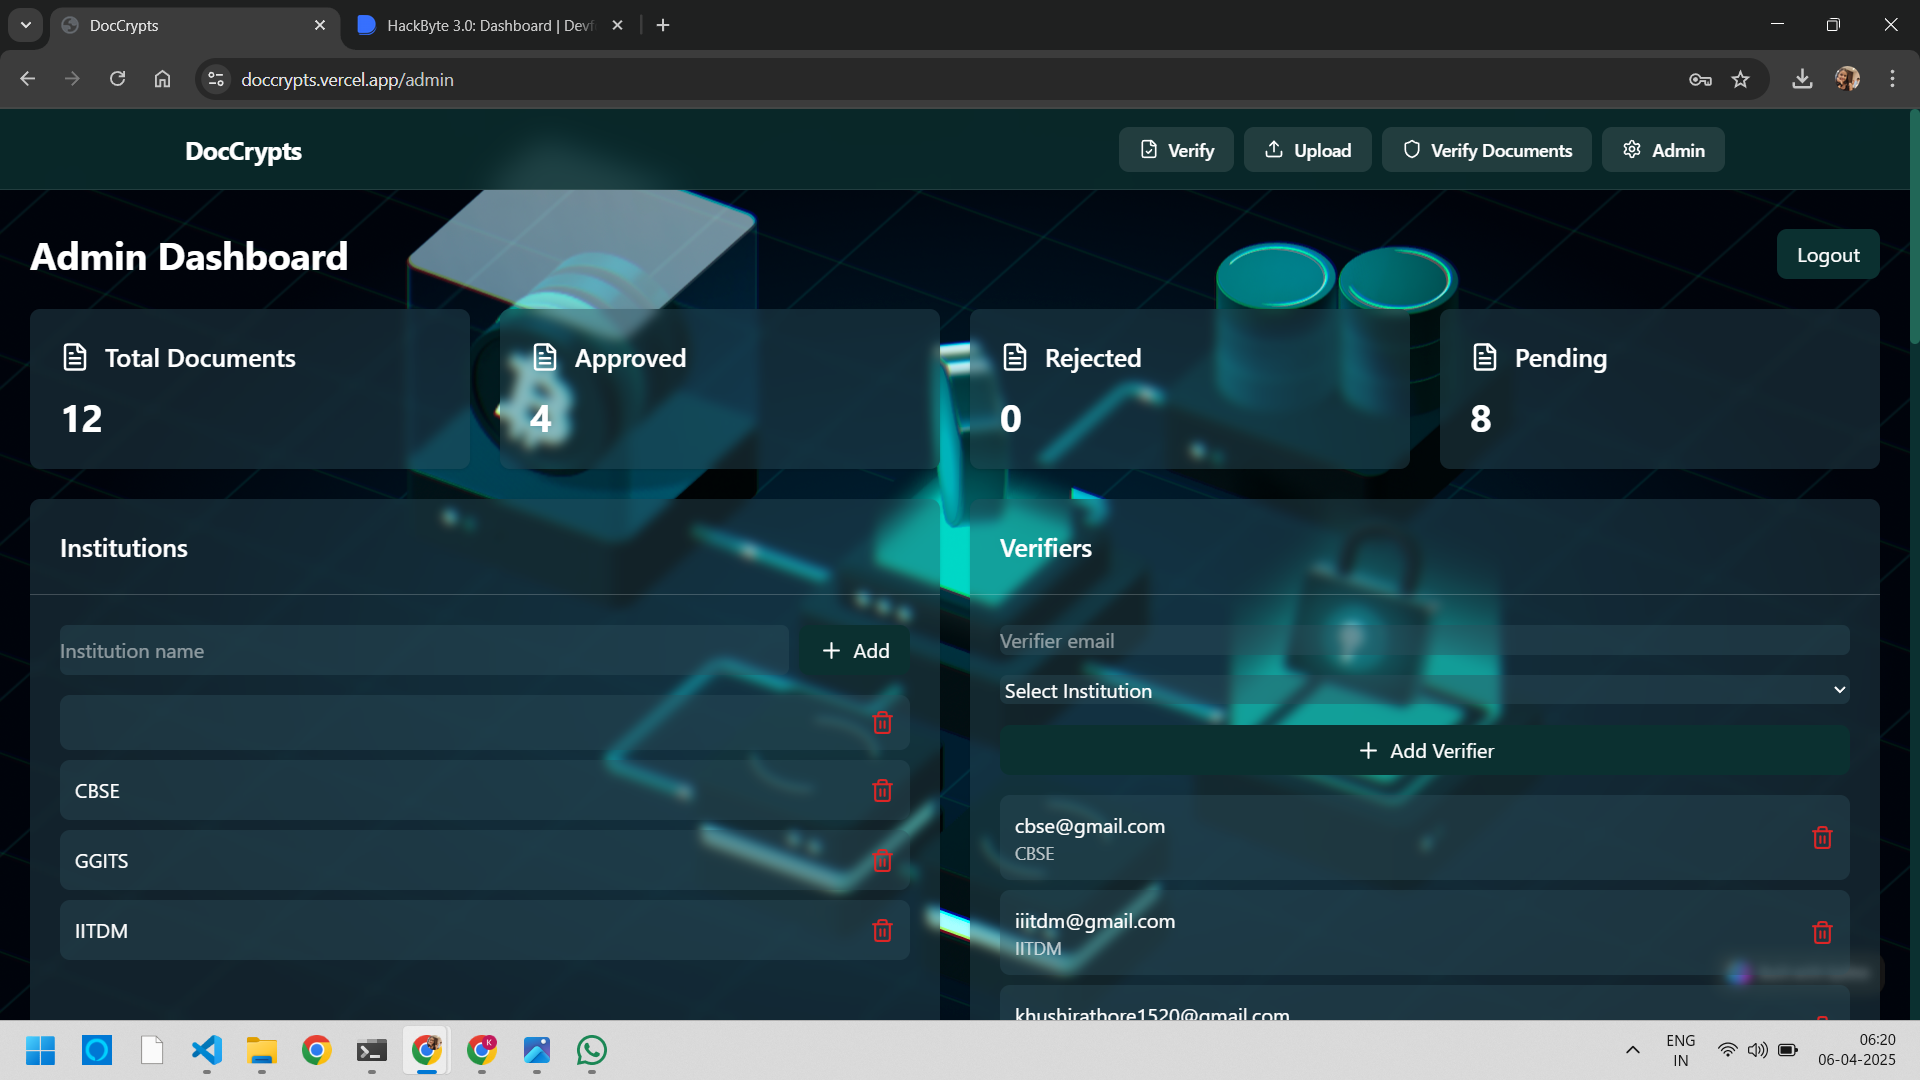 DocCrypts
HackByte 3.0: Dashboard | Devf
doccrypts.vercel.app/admin
DocCrypts
Verify
Upload
Verify Documents
Admin
Admin Dashboard
Logout
Total Documents
12
Approved
4
Rejected
0
Pending
8
Institutions
Institution name
+ Add
CBSE
GGITS
IITDM
Verifiers
Verifier email
Select Institution
+ Add Verifier
cbse@gmail.com
CBSE
iiitdm@gmail.com
IITDM
khushirathore1520@gmail.com
K
ENG
IN
06:20
06-04-2025